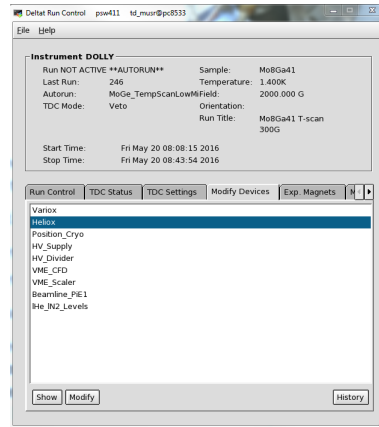 Deltat Run Control psw411 td_musr@pc8533
File Help
Instrument DOLLY
Run NOT ACTIVE **AUTORUN** Sample: Mo8Ga41
Last Run: 246 Temperature: 1.400K
Autorun: MoGe_TempScanLowMiField: 2000.000 G
TDC Mode: Veto Orientation:
Run Title: Mo8Ga41 T-scan
300G
Start Time: Fri May 20 08:08:15 2016
Stop Time: Fri May 20 08:43:54 2016
Run Control TDC Status TDC Settings Modify Devices Exp. Magnets M
Variox
Heliox
Position_Cryo
HV_Supply
HV_Divider
VME_CFD
VME_Scaler
Beamline_PiE1
lHe_lN2_Levels
Show Modify History